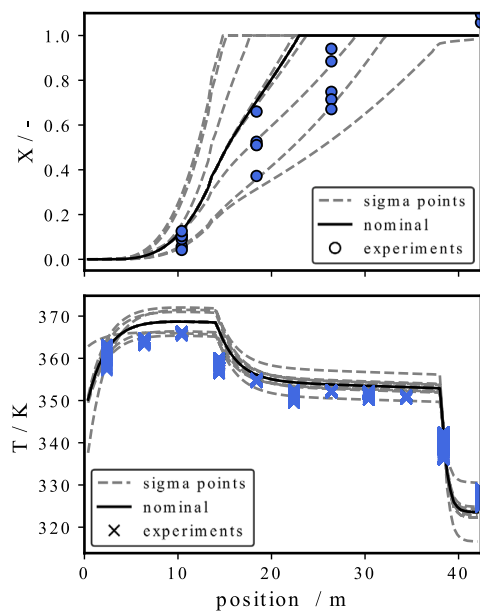 1.0
0.8
0.6
0.4
0.2
0.0
X / -
sigma points
nominal
experiments
370
360
350
340
330
320
T / K
sigma points
nominal
experiments
0 10 20 30 40
position / m